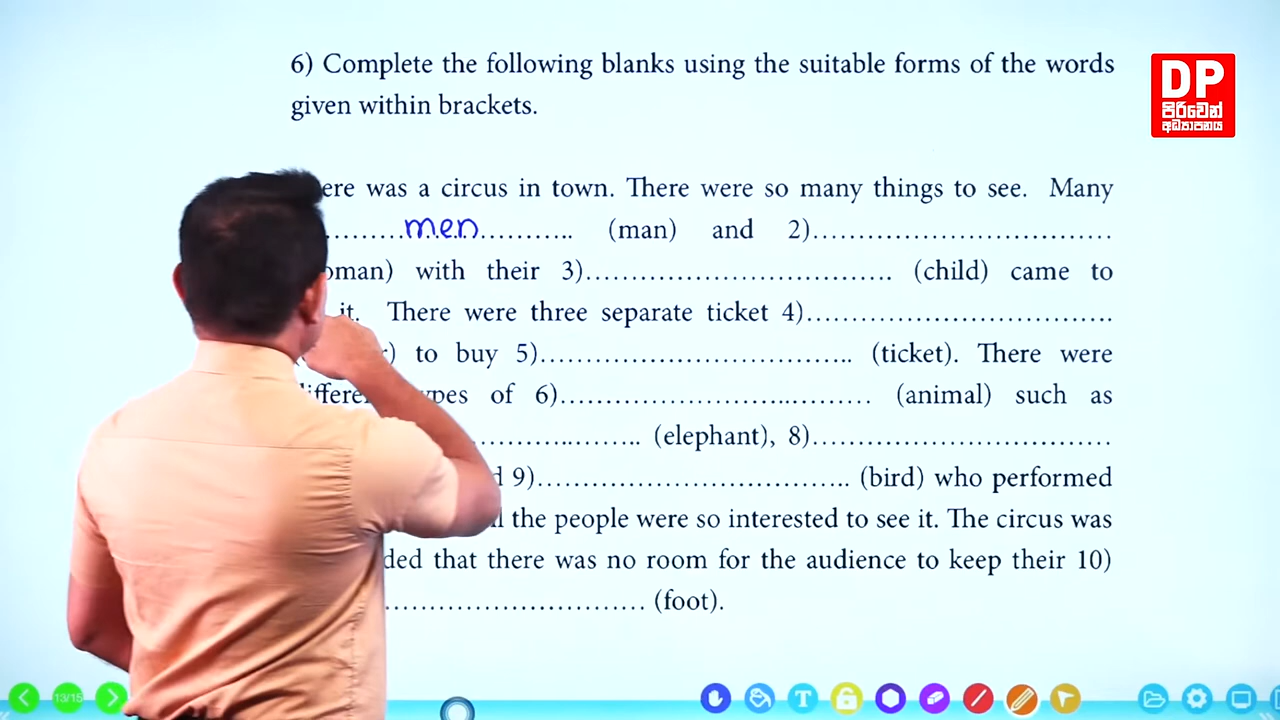 6) Complete the following blanks using the suitable forms of the words
given within brackets.
DP
පිරිවෙන්
අධ්‍යාපනය
was a circus in town. There were so many things to see. Many
men (man) and 2)……………………………
with their 3)……………………………. (child) came to
it. There were three separate ticket 4)…………………………….
to buy 5)…………………………….. (ticket). There were
of 6)……………………..……… (animal) such as
…………..…….. (elephant), 8)……………………………
9)…………………………….. (bird) who performed
the people were so interested to see it. The circus was
that there was no room for the audience to keep their 10)
………………………… (foot).
13/15